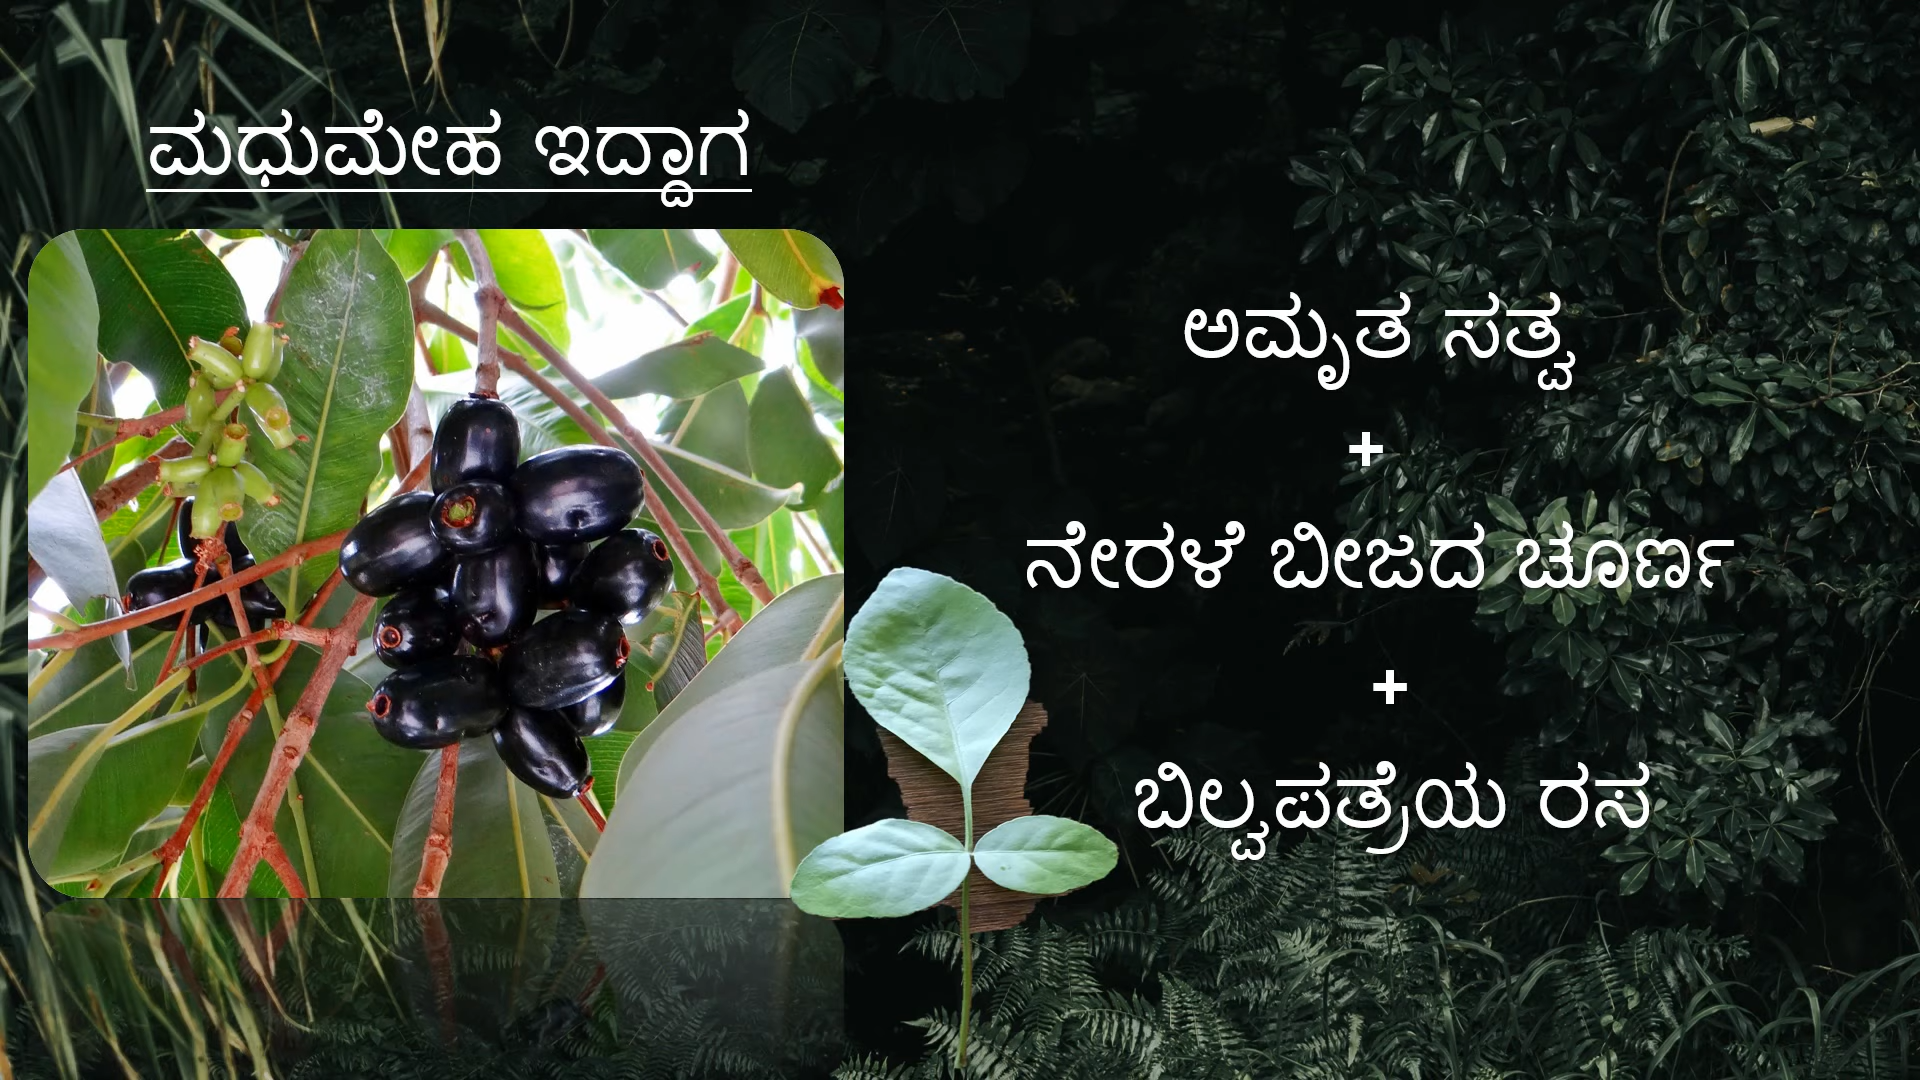 ಮಧುಮೇಹ ಇದ್ದಾಗ
ಅಮೃತ ಸತ್ವ
+
ನೇರಳೆ ಬೀಜದ ಚೂರ್ಣ
+
ಬಿಲ್ವಪತ್ರೆಯ ರಸ